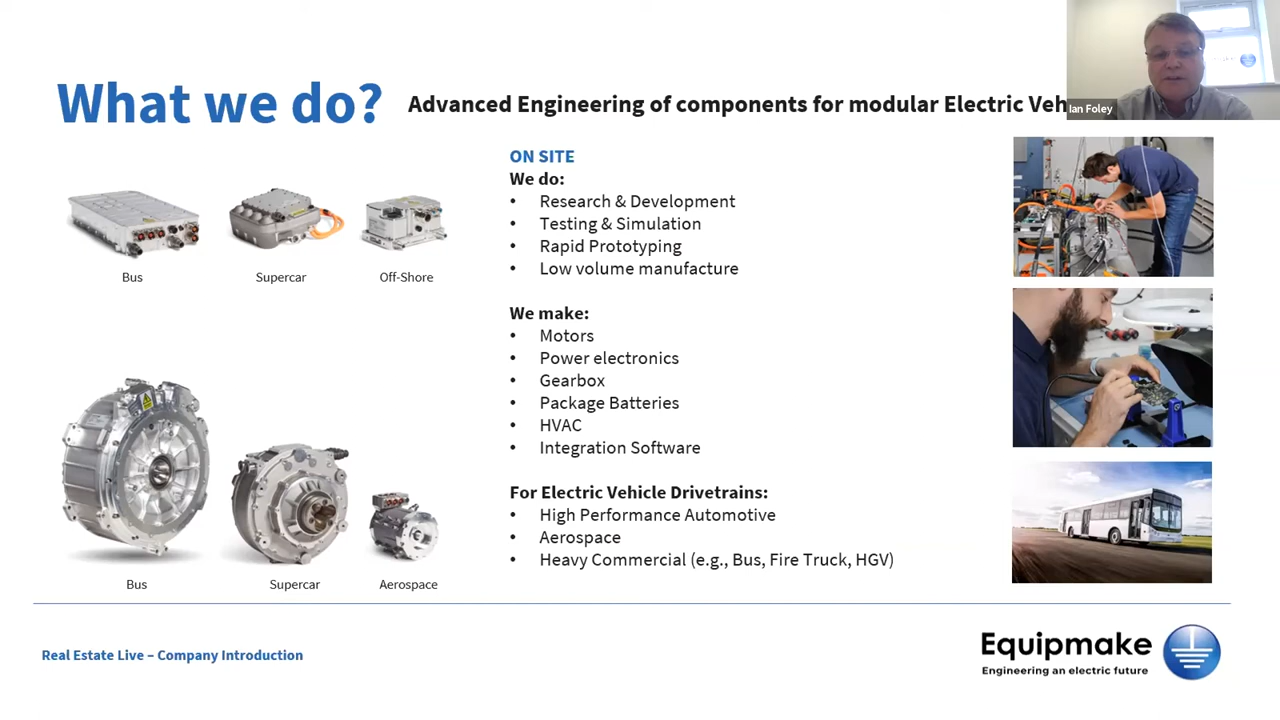 What we do?
Advanced Engineering of components for modular Electric
Ian Foley
ON SITE
We do:
• Research & Development
• Testing & Simulation
• Rapid Prototyping
• Low volume manufacture
Bus
Supercar
Off-Shore
We make:
• Motors
• Power electronics
• Gearbox
• Package Batteries
• HVAC
• Integration Software
For Electric Vehicle Drivetrains:
• High Performance Automotive
• Aerospace
• Heavy Commercial (e.g., Bus, Fire Truck, HGV)
Bus
Supercar
Aerospace
Real Estate Live – Company Introduction
Equipmake
Engineering an electric future